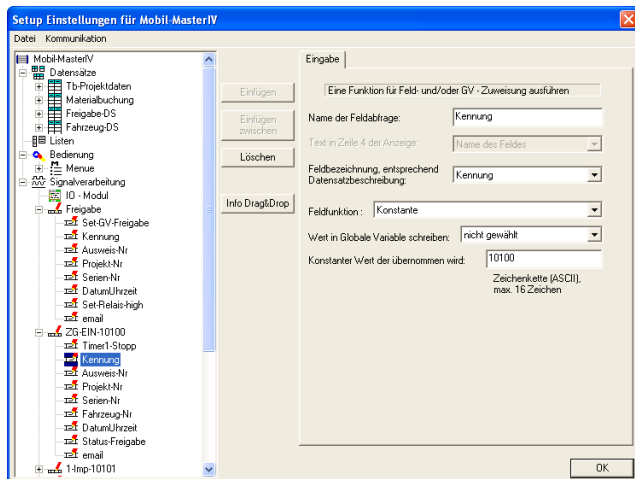 Setup Einstellungen für Mobil-MasterIV
Datei Kommunikation
Mobil-MasterIV
Datensätze
Tb-Projektdaten
Materialbuchung
Freigabe-DS
Fahrzeug-DS
Listen
Bedienung
Menue
Signalverarbeitung
IO - Modul
Freigabe
Set-GV-Freigabe
Kennung
Ausweis-Nr
Projekt-Nr
Serien-Nr
DatumUhrzeit
Set-Relais-high
email
ZG-EIN-10100
Timer1-Stopp
Kennung
Ausweis-Nr
Projekt-Nr
Serien-Nr
Fahrzeug-Nr
DatumUhrzeit
Status-Freigabe
email
1-Imp-10101
Einfügen
Einfügen
zwischen
Löschen
Info Drag&Drop
Eingabe
Eine Funktion für Feld- und/oder GV - Zuweisung ausführen
Name der Feldabfrage: Kennung
Text in Zeile 4 der Anzeige: Name des Feldes
Feldbezeichnung, entsprechend
Datensatzbeschreibung: Kennung
Feldfunktion : Konstante
Wert in Globale Variable schreiben: nicht gewählt
Konstanter Wert der übernommen wird: 10100
Zeichenkette (ASCII),
max. 16 Zeichen
OK